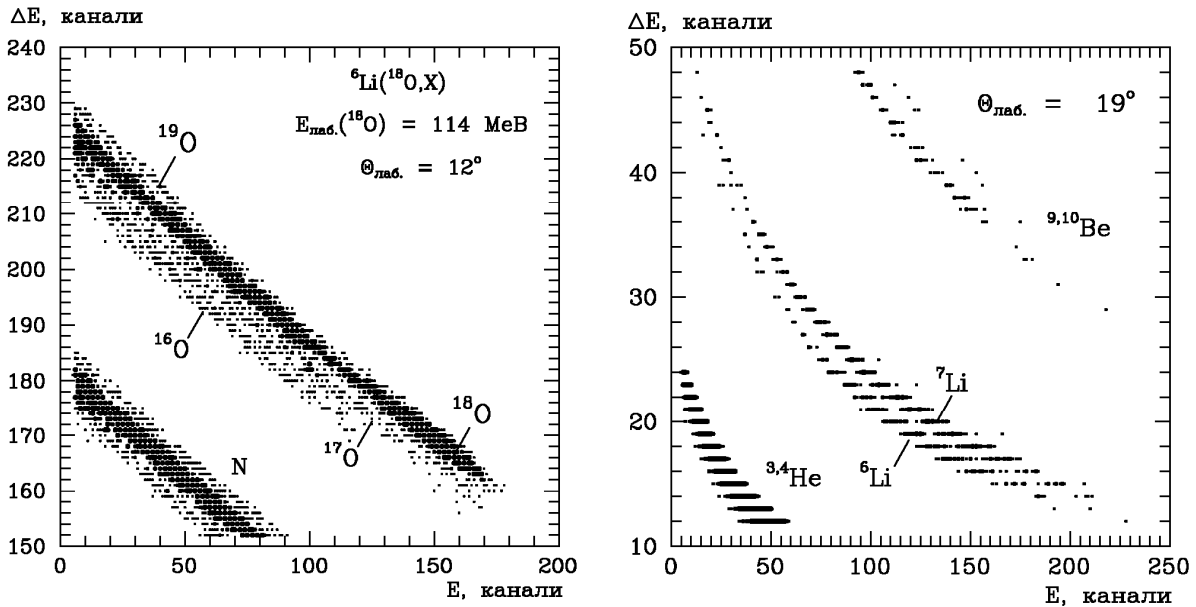 ΔE, канали
240
230
220
210
200
190
180
170
160
150
0
50
100
150
200
E, канали
⁶Li(¹⁸O,X)
Eлаб.(¹⁸O) = 114 MeB
Θлаб. = 12°
¹⁹O
¹⁶O
¹⁸O
¹⁷O
N
ΔE, канали
50
40
30
20
10
0
50
100
150
200
250
E, канали
Θлаб. = 19°
⁹,¹⁰Be
⁷Li
³,⁴He
⁶Li